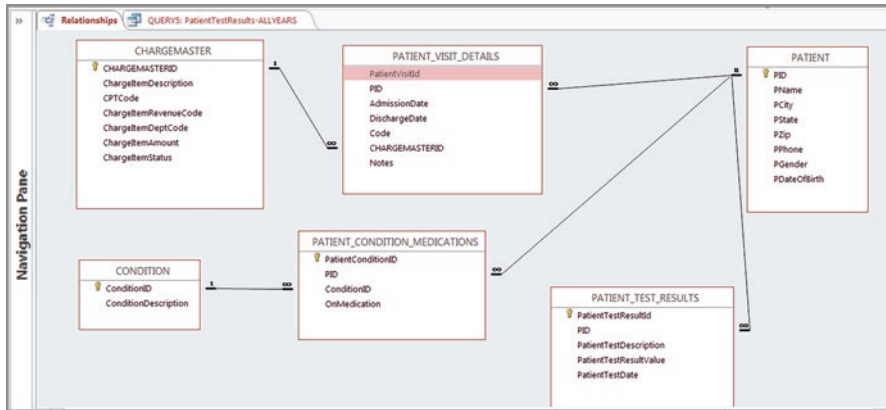 »
Relationships
QUERY5: PatientTestResults-ALLYEARS
Navigation Pane
CHARGEMASTER
CHARGEMASTERID
ChargeItemDescription
CPTCode
ChargeItemRevenueCode
ChargeItemDeptCode
ChargeItemAmount
ChargeItemStatus
1
∞
PATIENT_VISIT_DETAILS
PatientVisitId
PID
AdmissionDate
DischargeDate
Code
CHARGEMASTERID
Notes
∞
PATIENT
PID
PName
PCity
PState
PZip
PPhone
PGender
PDateOfBirth
CONDITION
ConditionID
ConditionDescription
1
∞
PATIENT_CONDITION_MEDICATIONS
PatientConditionID
PID
ConditionID
OnMedication
∞
PATIENT_TEST_RESULTS
PatientTestResultId
PID
PatientTestDescription
PatientTestResultValue
PatientTestDate
∞